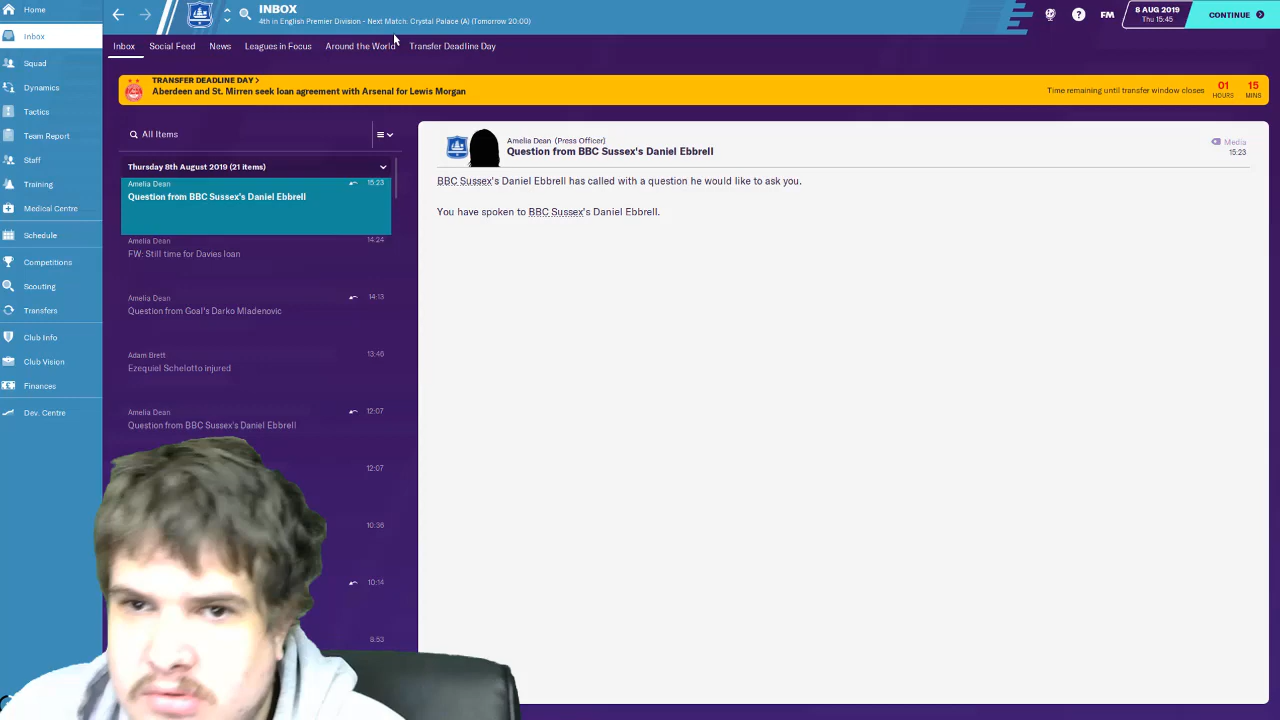 Home
Inbox
Squad
Dynamics
Tactics
Team Report
Staff
Training
Medical Centre
Schedule
Competitions
Scouting
Transfers
Club Info
Club Vision
Finances
Dev. Centre
INBOX
4th in English Premier Division - Next Match: Crystal Palace (A) (Tomorrow 20:00)
FM
8 AUG 2019
Thu 15:45
CONTINUE
Inbox Social Feed News Leagues in Focus Around the World Transfer Deadline Day
TRANSFER DEADLINE DAY
Aberdeen and St. Mirren seek loan agreement with Arsenal for Lewis Morgan
Time remaining until transfer window closes
01 HOURS
15 MINS
All Items
Thursday 8th August 2019 (21 items)
Amelia Dean 15:23
Question from BBC Sussex's Daniel Ebbrell
Amelia Dean 14:24
FW: Still time for Davies loan
Amelia Dean 14:13
Question from Goal's Darko Mladenovic
Adam Brett 13:46
Ezequiel Schelotto injured
Amelia Dean 12:07
Question from BBC Sussex's Daniel Ebbrell
12:07
10:36
10:14
8:53
Amelia Dean (Press Officer)
Question from BBC Sussex's Daniel Ebbrell
Media
15:23
BBC Sussex's Daniel Ebbrell has called with a question he would like to ask you.
You have spoken to BBC Sussex's Daniel Ebbrell.